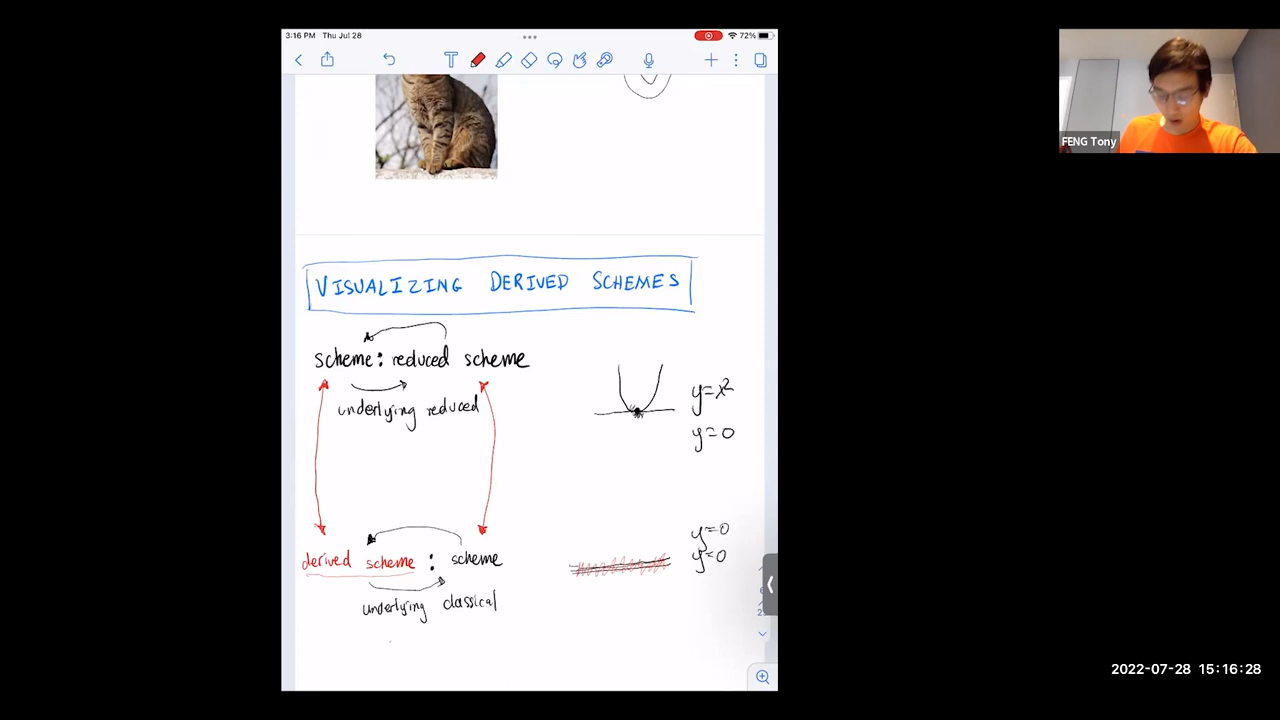 3:16 PM Thu Jul 28
72%
FENG Tony
VISUALIZING DERIVED SCHEMES
scheme: reduced scheme
underlying reduced
y=x²
y=0
y=0
y=0
derived scheme : scheme
underlying classical
2022-07-28 15:16:28